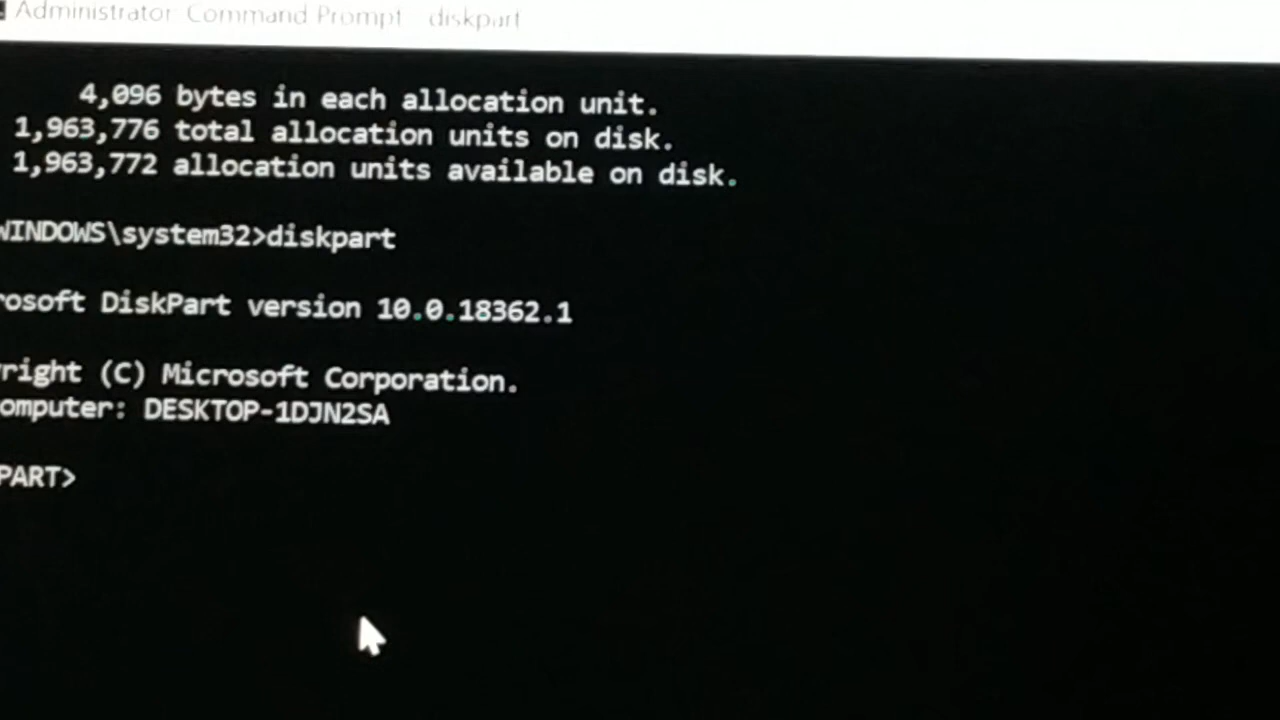 Administrator Command Prompt diskpart
4,096 bytes in each allocation unit.
1,963,776 total allocation units on disk.
1,963,772 allocation units available on disk.
WINDOWS\system32>diskpart
rosoft DiskPart version 10.0.18362.1
right (C) Microsoft Corporation.
omputer: DESKTOP-1DJN2SA
PART>